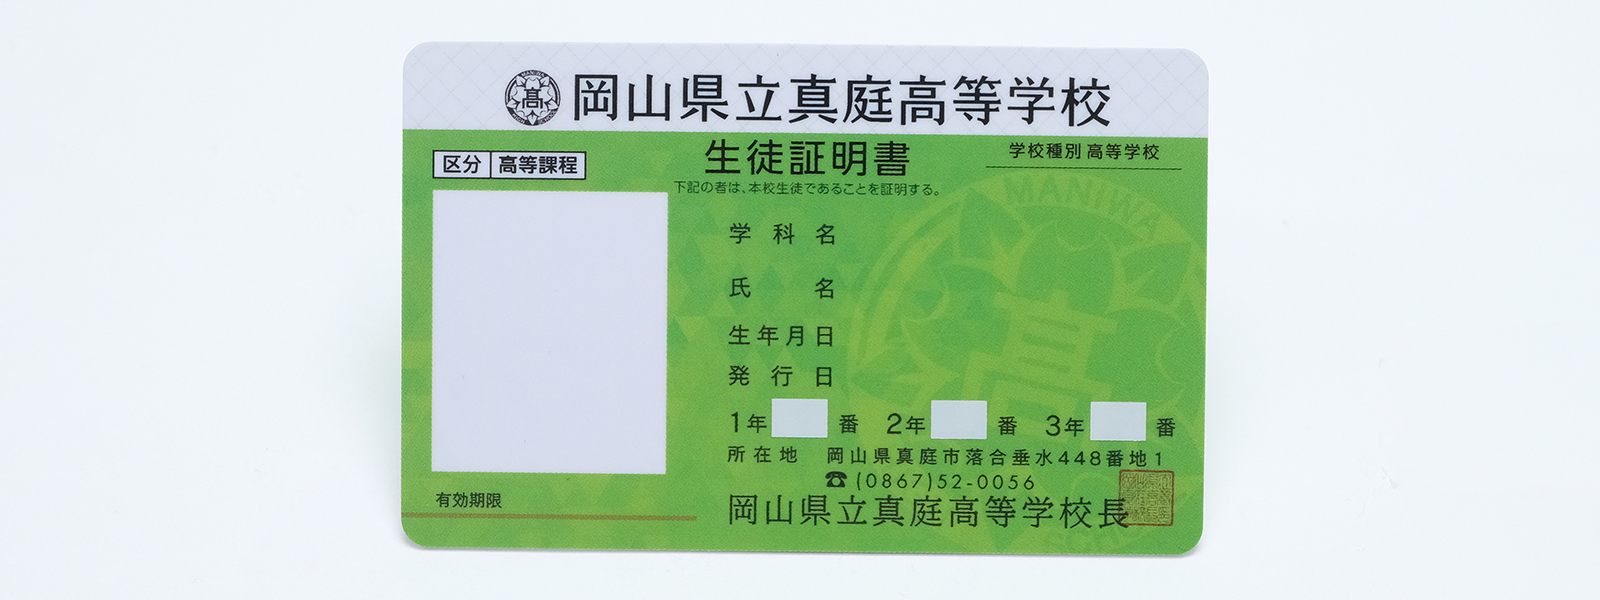 岡山県立真庭高等学校
MANIWA
高
区分 高等課程
生徒証明書
学校種別 高等学校
下記の者は、本校生徒であることを証明する。
MANIWA
高
学科名
氏名
生年月日
発行日
1年 番 2年 番 3年 番
所在地 岡山県真庭市落合垂水448番地1
☎(0867)52-0056
有効期限
岡山県立真庭高等学校長